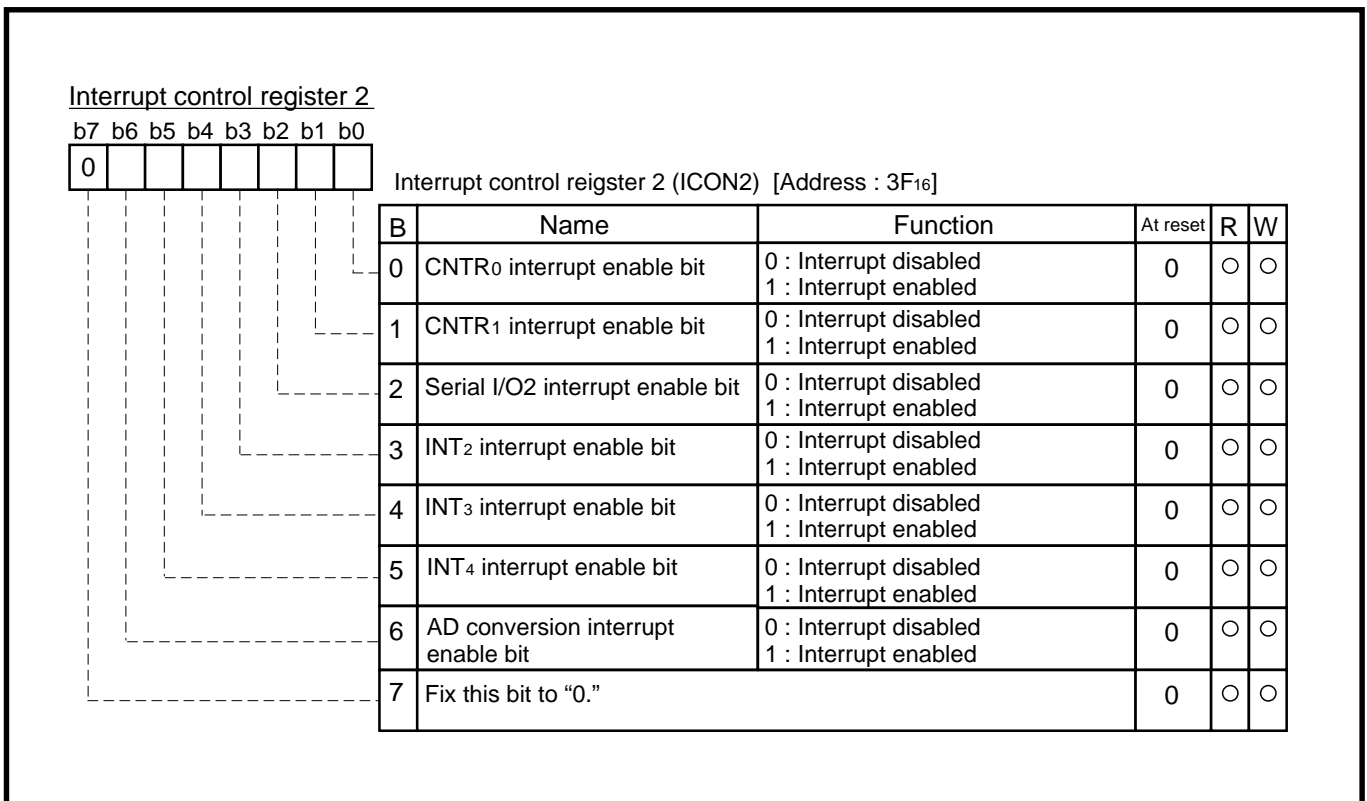 Interrupt control register 2
b7 b6 b5 b4 b3 b2 b1 b0
0
Interrupt control reigster 2 (ICON2) [Address : 3F16]
B Name Function At reset R W
0 CNTR0 interrupt enable bit 0 : Interrupt disabled 0 ○ ○
1 : Interrupt enabled
1 CNTR1 interrupt enable bit 0 : Interrupt disabled 0 ○ ○
1 : Interrupt enabled
2 Serial I/O2 interrupt enable bit 0 : Interrupt disabled 0 ○ ○
1 : Interrupt enabled
3 INT2 interrupt enable bit 0 : Interrupt disabled 0 ○ ○
1 : Interrupt enabled
4 INT3 interrupt enable bit 0 : Interrupt disabled 0 ○ ○
1 : Interrupt enabled
5 INT4 interrupt enable bit 0 : Interrupt disabled 0 ○ ○
1 : Interrupt enabled
6 AD conversion interrupt 0 : Interrupt disabled 0 ○ ○
enable bit 1 : Interrupt enabled
7 Fix this bit to “0.” 0 ○ ○